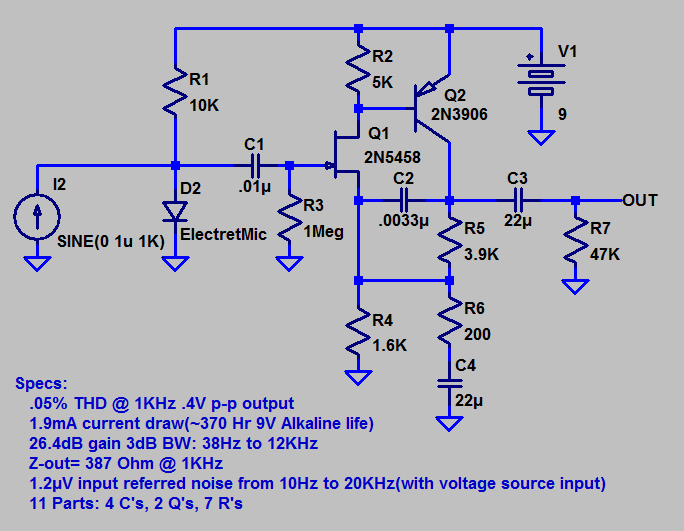 V1
R2
R1
5K
Q2
10K
2N3906
9
Q1
C1
2N5458
I2
D2
.01µ
C2
C3
OUT
R3
.0033µ
22µ
R5
R7
SINE(0 1u 1K)
ElectretMic
1Meg
3.9K
47K
R6
R4
200
1.6K
C4
Specs:
22µ
.05% THD @ 1KHz .4V p-p output
1.9mA current draw(~370 Hr 9V Alkaline life)
26.4dB gain 3dB BW: 38Hz to 12KHz
Z-out= 387 Ohm @ 1KHz
1.2µV input referred noise from 10Hz to 20KHz(with voltage source input)
11 Parts: 4 C's, 2 Q's, 7 R's